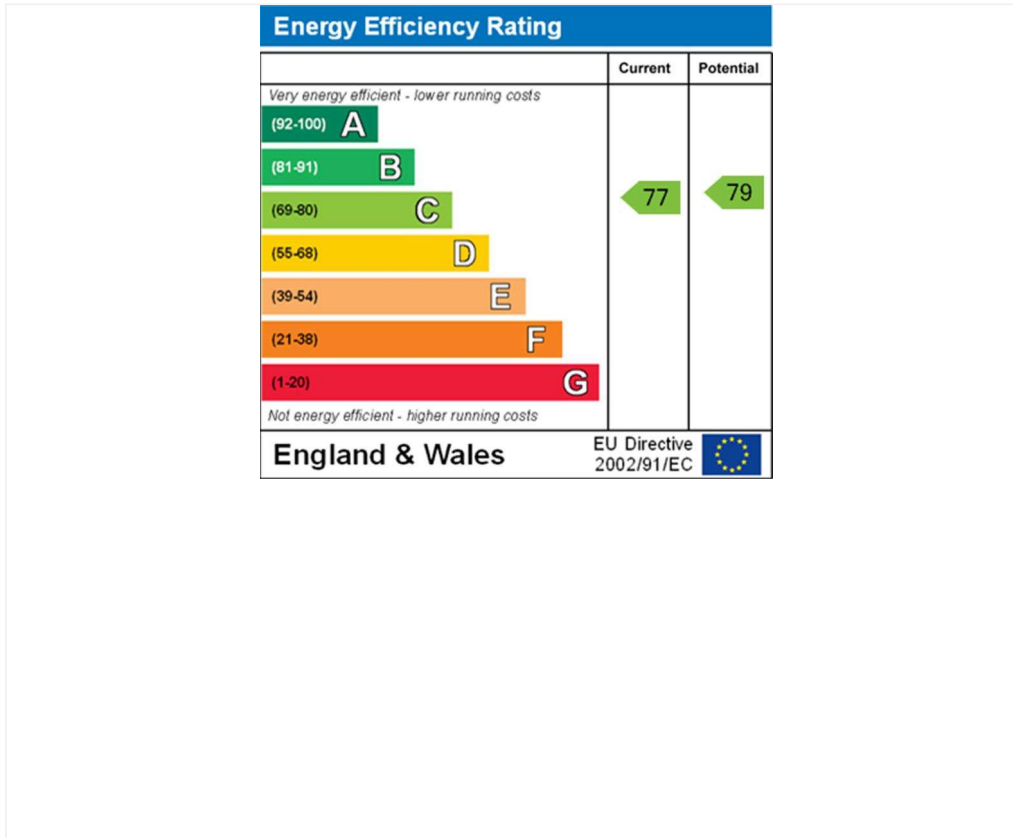 Energy Efficiency Rating
Current Potential
Very energy efficient - lower running costs
(92-100) A
(81-91) B
(69-80) C 77 79
(55-68) D
(39-54) E
(21-38) F
(1-20) G
Not energy efficient - higher running costs
England & Wales
EU Directive
2002/91/EC